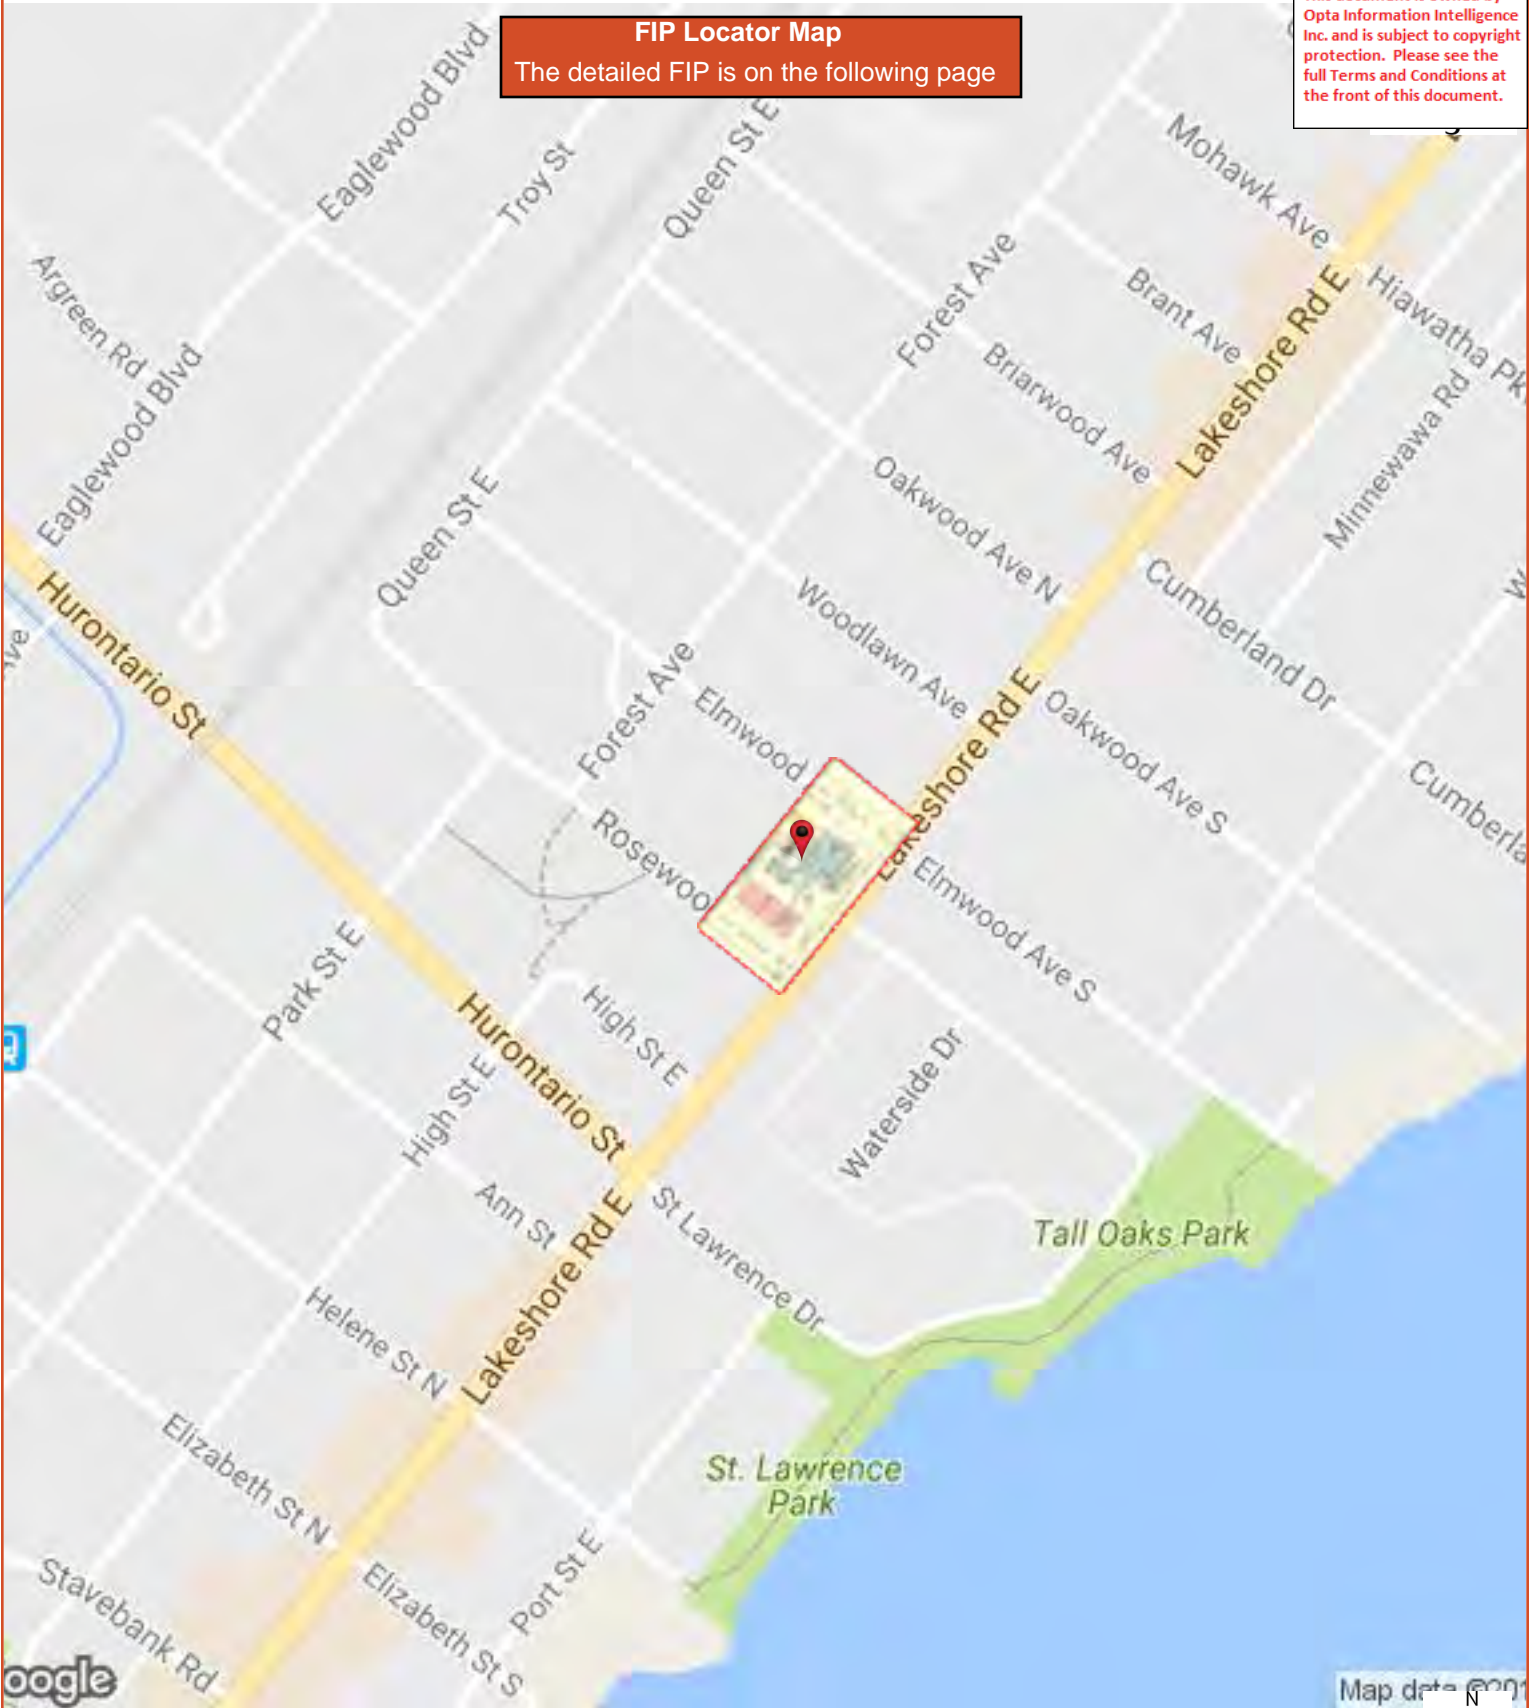 FIP Locator Map
The detailed FIP is on the following page
Opta Information Intelligence
Inc. and is subject to copyright
protection. Please see the
full Terms and Conditions at
the front of this document.
Eaglewood Blvd
Troy St
Queen St E
Mohawk Ave
Argreen Rd
Eaglewood Blvd
Forest Ave
Brant Ave
Lakeshore Rd E
Hiawatha Pk
Briarwood Ave
Minnewawa Rd
Queen St E
Oakwood Ave N
Hurontario St
Woodlawn Ave
Cumberland Dr
Ave
Forest Ave
Elmwood
Lakeshore Rd E
Oakwood Ave S
Cumberla
Rosewoo
Elmwood Ave S
Park St E
High St E
Hurontario St
High St E
Waterside Dr
Ann St
St Lawrence Dr
Tall Oaks Park
Lakeshore Rd E
Helene St N
Elizabeth St N
St. Lawrence
Park
Port St E
Stavebank Rd
Elizabeth St S
oogle
Map data ©201
N